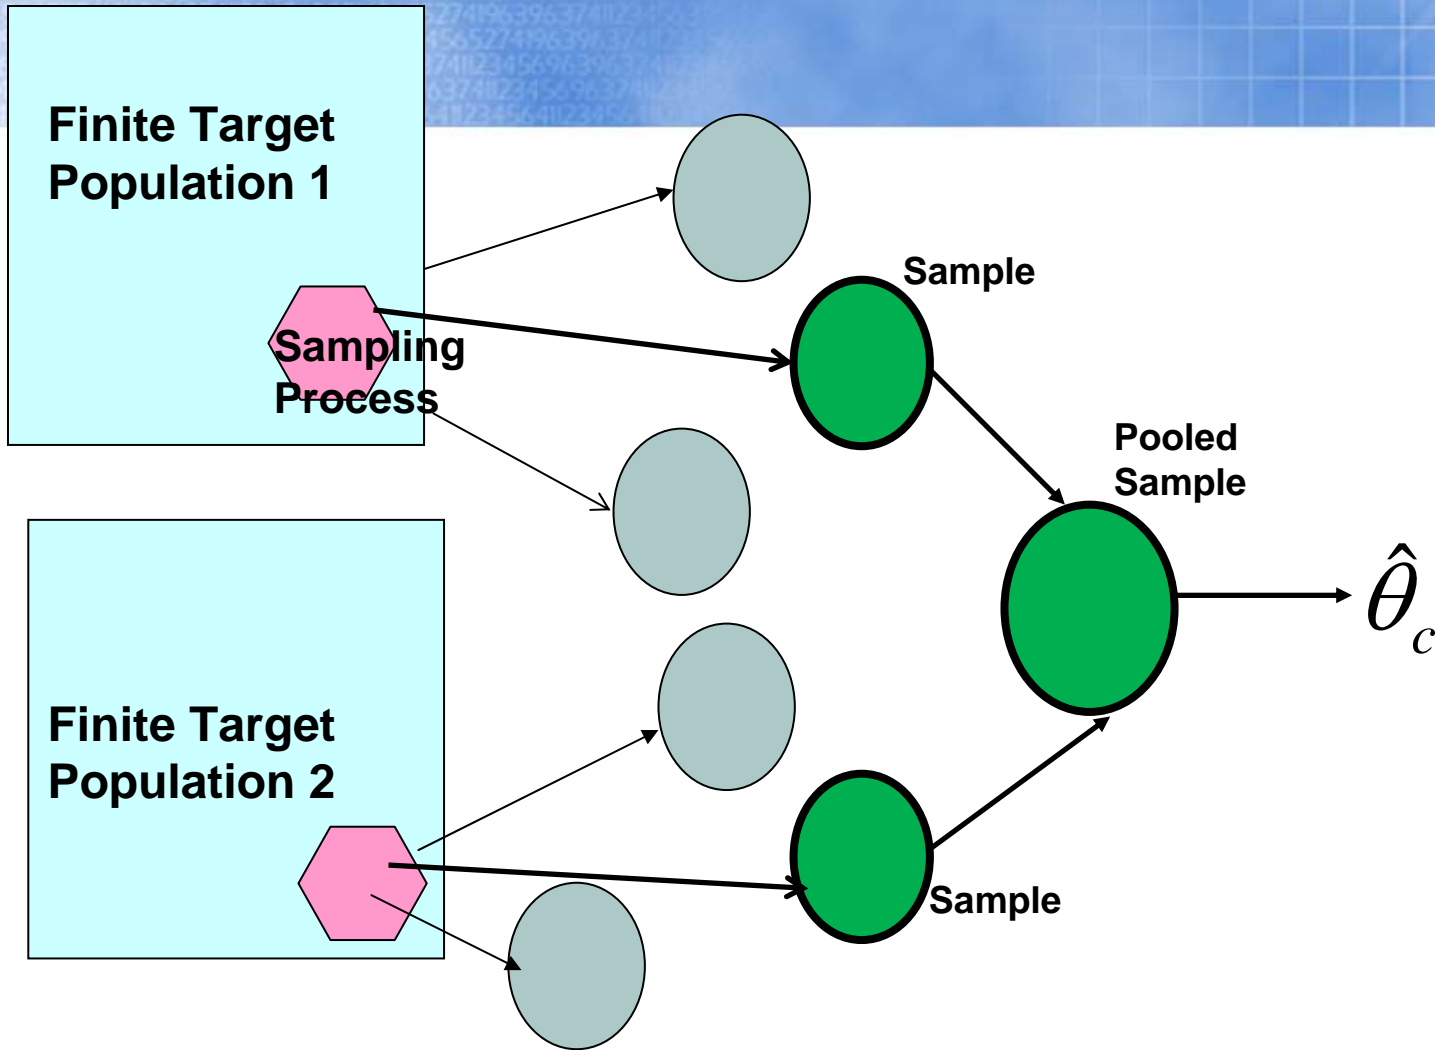 Finite Target
Population 1
Sample
Sampling
Process
Pooled
Sample
θ̂c
Finite Target
Population 2
Sample